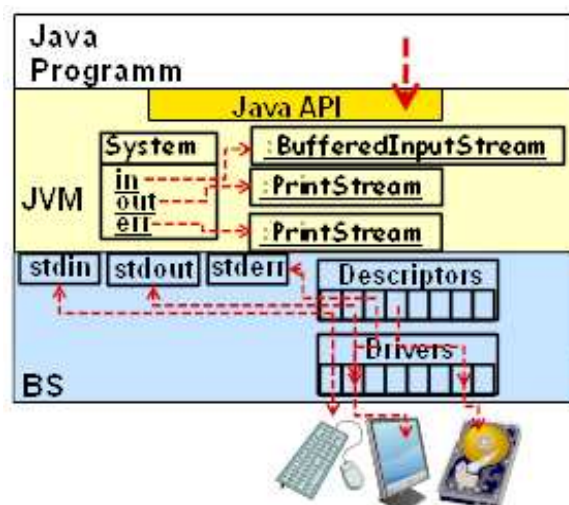 Java
Programm
Java API
System
in
out
err
:BufferedInputStream
:PrintStream
:PrintStream
JVM
stdin
stdout
stderr
Descriptors
Drivers
BS